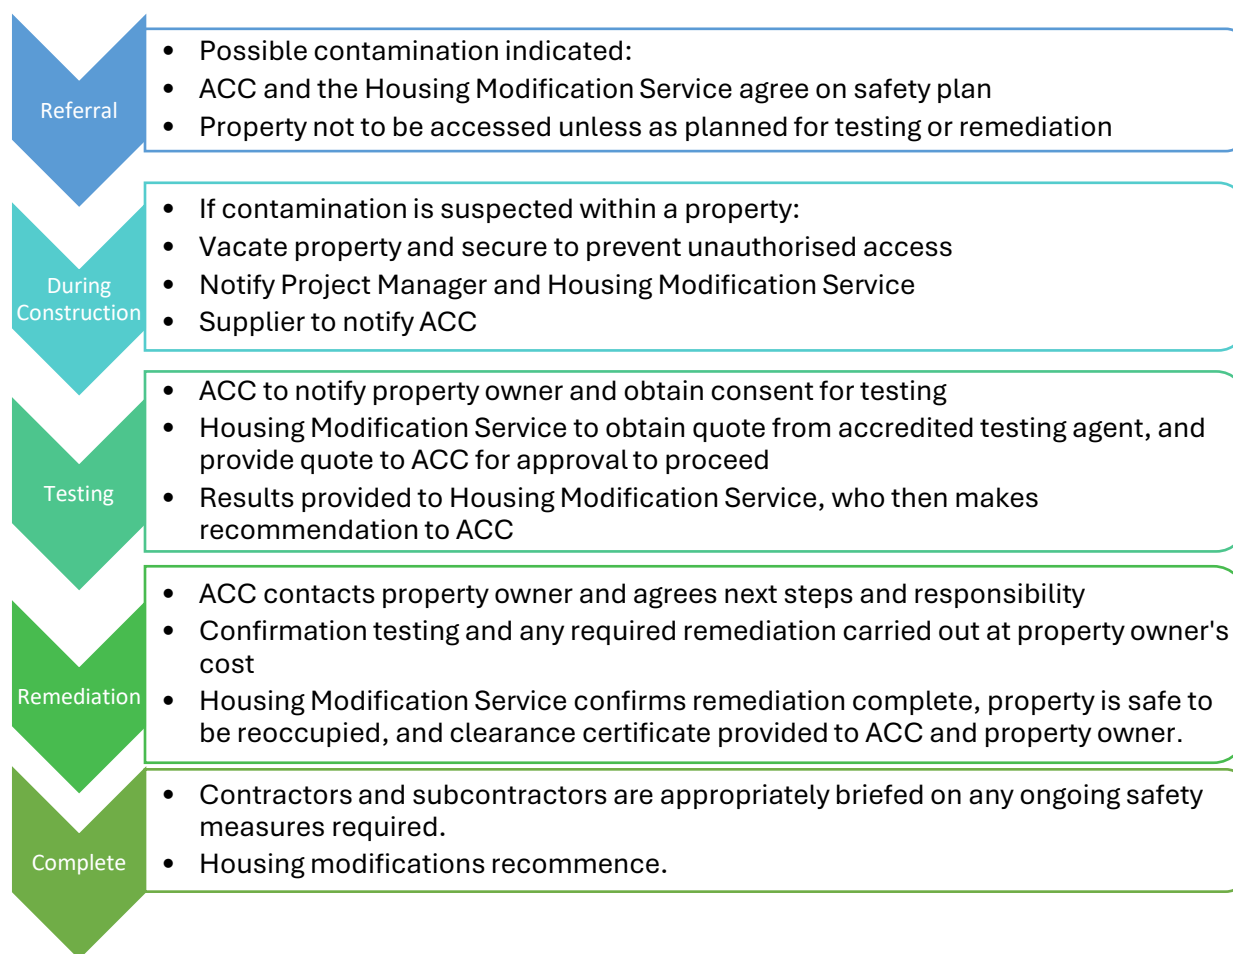 Referral
• Possible contamination indicated:
• ACC and the Housing Modification Service agree on safety plan
• Property not to be accessed unless as planned for testing or remediation
During
Construction
• If contamination is suspected within a property:
• Vacate property and secure to prevent unauthorised access
• Notify Project Manager and Housing Modification Service
• Supplier to notify ACC
Testing
• ACC to notify property owner and obtain consent for testing
• Housing Modification Service to obtain quote from accredited testing agent, and
provide quote to ACC for approval to proceed
• Results provided to Housing Modification Service, who then makes
recommendation to ACC
Remediation
• ACC contacts property owner and agrees next steps and responsibility
• Confirmation testing and any required remediation carried out at property owner's
cost
• Housing Modification Service confirms remediation complete, property is safe to
be reoccupied, and clearance certificate provided to ACC and property owner.
Complete
• Contractors and subcontractors are appropriately briefed on any ongoing safety
measures required.
• Housing modifications recommence.